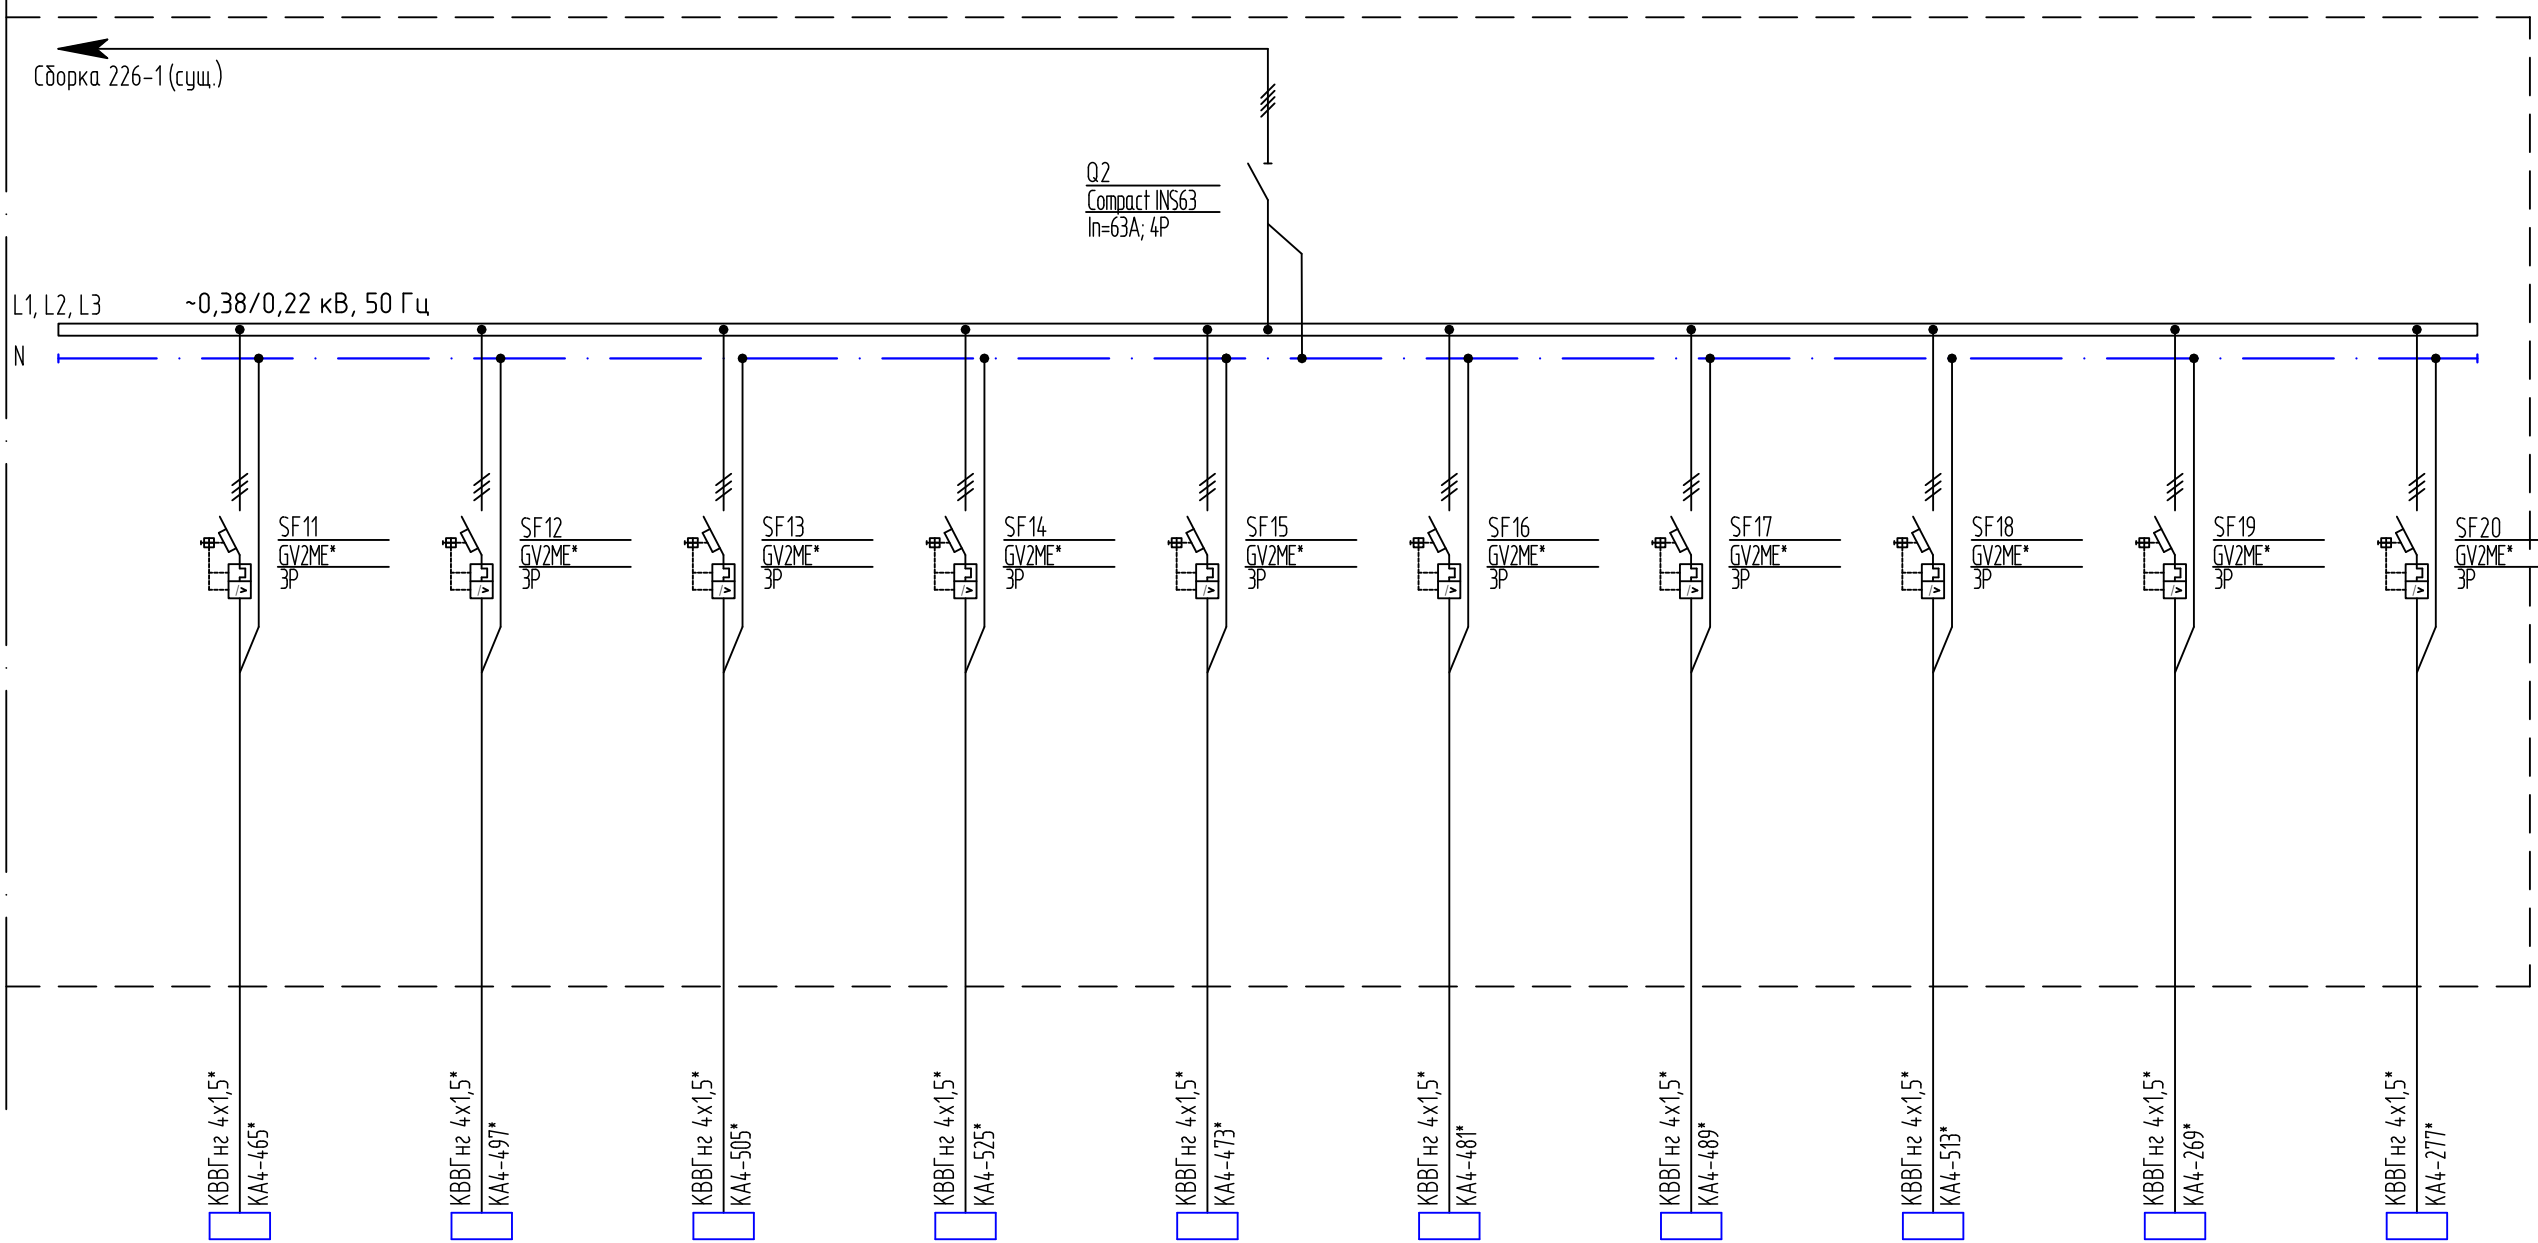 Сборка 226-1 (сущ.)
Q2
Compact INS63
In=63A; 4P
L1, L2, L3
~0,38/0,22 кВ, 50 Гц
N
SF11
GV2ME*
3P
SF12
GV2ME*
3P
SF13
GV2ME*
3P
SF14
GV2ME*
3P
SF15
GV2ME*
3P
SF16
GV2ME*
3P
SF17
GV2ME*
3P
SF18
GV2ME*
3P
SF19
GV2ME*
3P
SF20
GV2ME*
3P
КВВГнг 4х1,5*
КА4-465*
КВВГнг 4х1,5*
КА4-497*
КВВГнг 4х1,5*
КА4-505*
КВВГнг 4х1,5*
КА4-525*
КВВГнг 4х1,5*
КА4-473*
КВВГнг 4х1,5*
КА4-481*
КВВГнг 4х1,5*
КА4-489*
КВВГнг 4х1,5*
КА4-513*
КВВГнг 4х1,5*
КА4-269*
КВВГнг 4х1,5*
КА4-277*